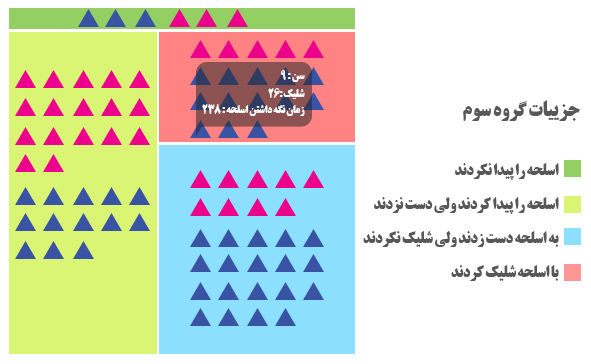 جزییات گروه سوم
اسلحه را پیدا نکردند
اسلحه را پیدا کردند ولی دست نزدند
به اسلحه دست زدند ولی شلیک نکردند
با اسلحه شلیک کردند
سن: ۹
شلیک: ۲۶
زمان نگه داشتن اسلحه: ۲۳۸